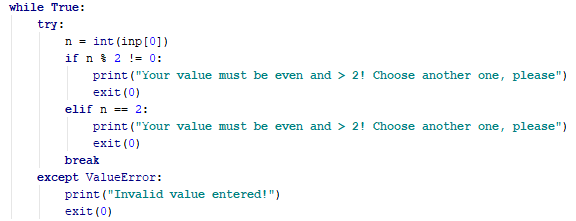 while True:
    try:
        n = int(inp[0])
        if n % 2 != 0:
            print("Your value must be even and > 2! Choose another one, please")
            exit(0)
        elif n == 2:
            print("Your value must be even and > 2! Choose another one, please")
            exit(0)
        break
    except ValueError:
        print("Invalid value entered!")
        exit(0)